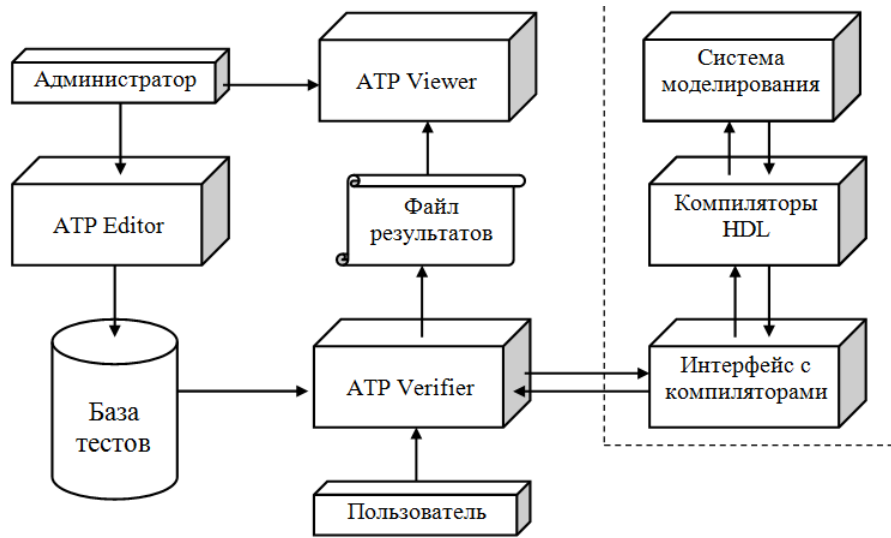 Администратор
ATP Viewer
Система
моделирования
ATP Editor
Файл
результатов
Компиляторы
HDL
База
тестов
ATP Verifier
Интерфейс с
компиляторами
Пользователь